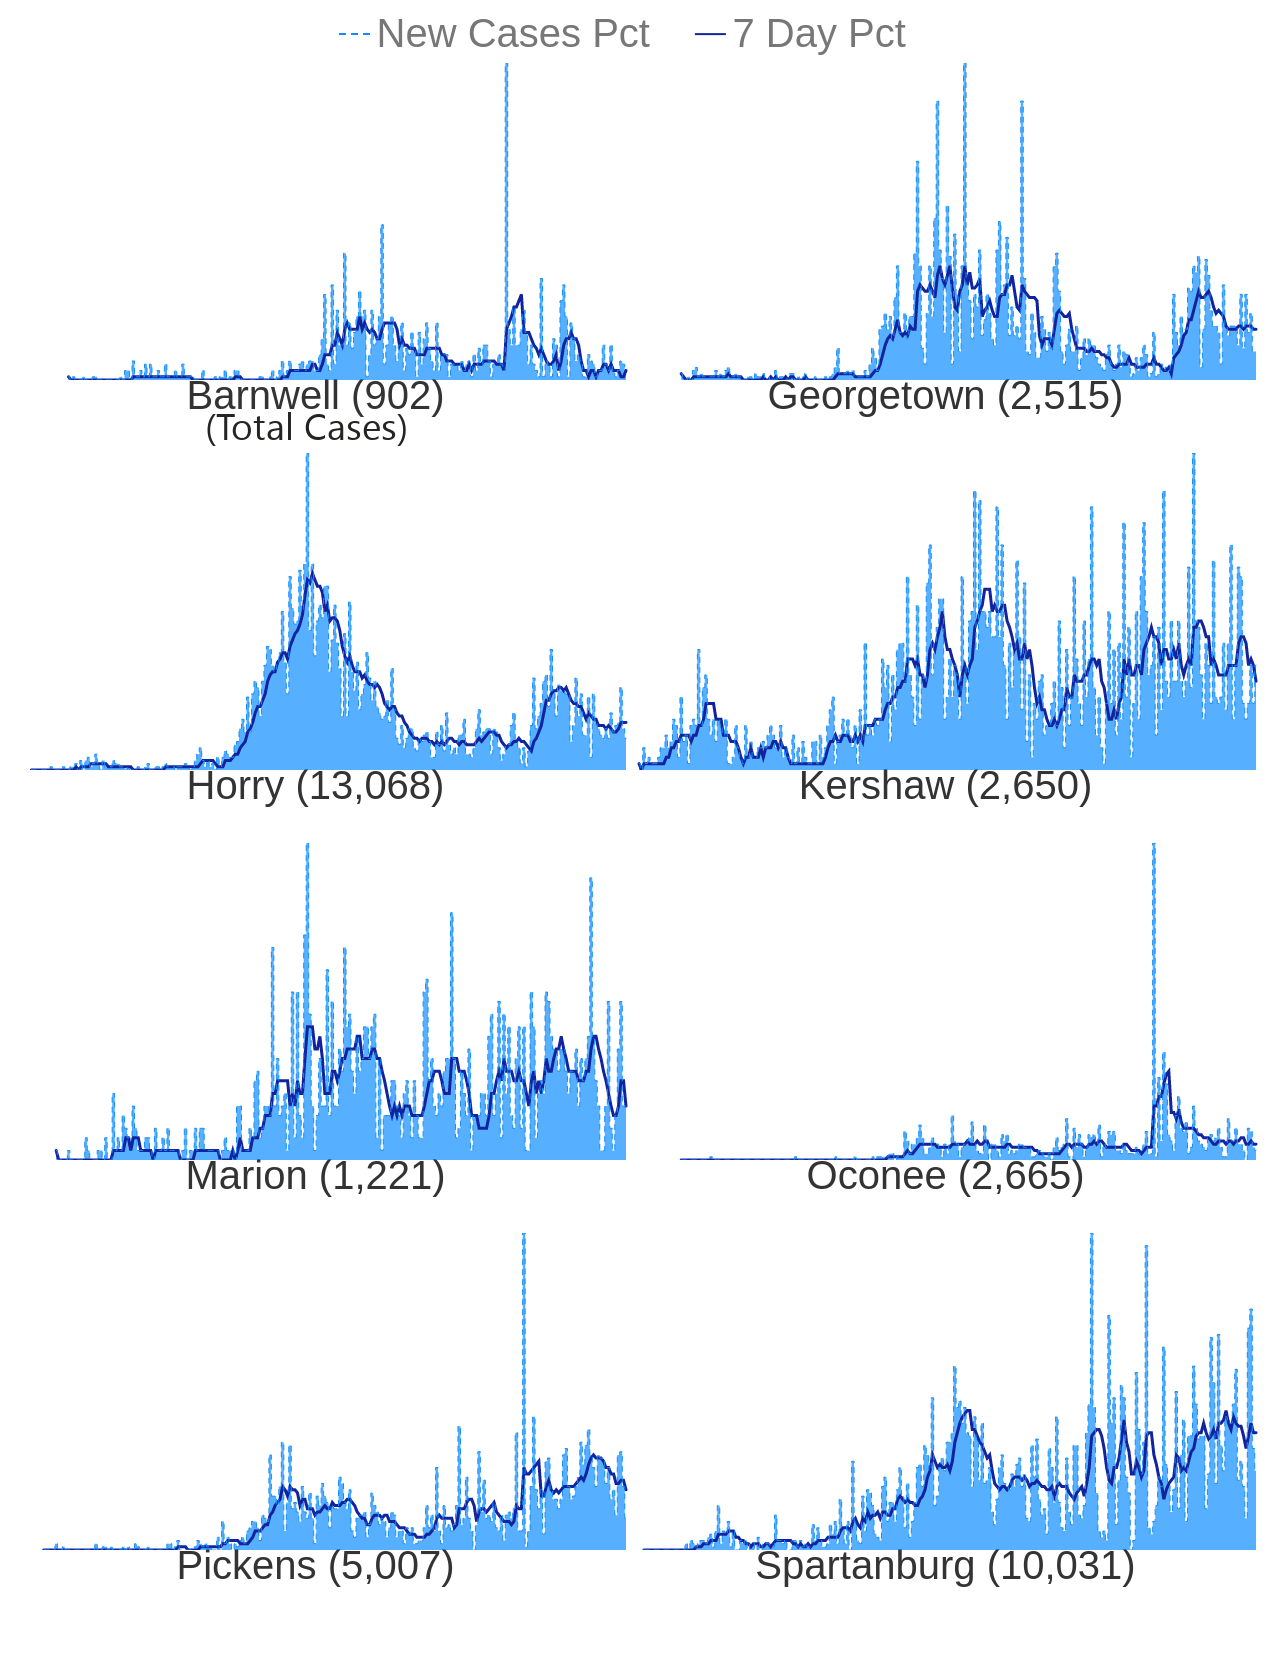 New Cases Pct 7 Day Pct
Barnwell (902) Georgetown (2,515)
(Total Cases)
Horry (13,068) Kershaw (2,650)
Marion (1,221) Oconee (2,665)
Pickens (5,007) Spartanburg (10,031)